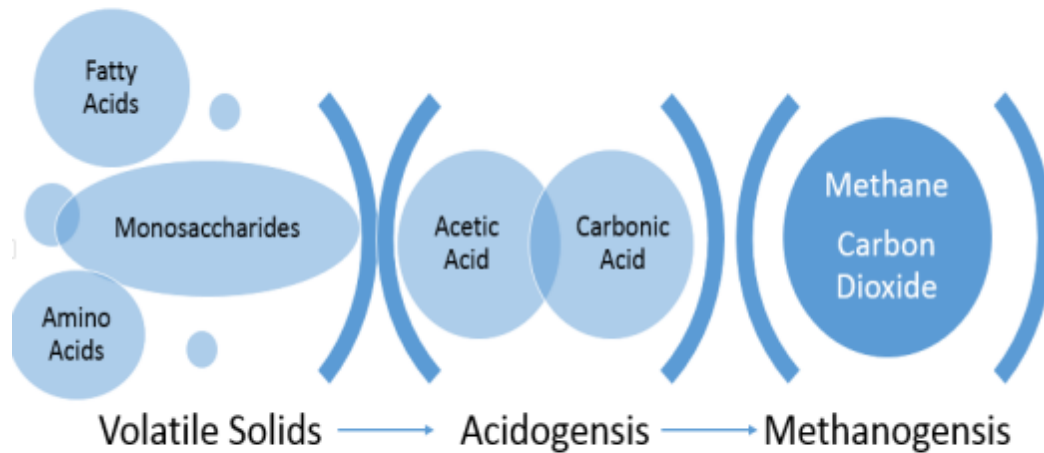 Fatty
Acids
Monosaccharides
Amino
Acids
Acetic
Acid
Carbonic
Acid
Methane
Carbon
Dioxide
Volatile Solids
Acidogensis
Methanogensis